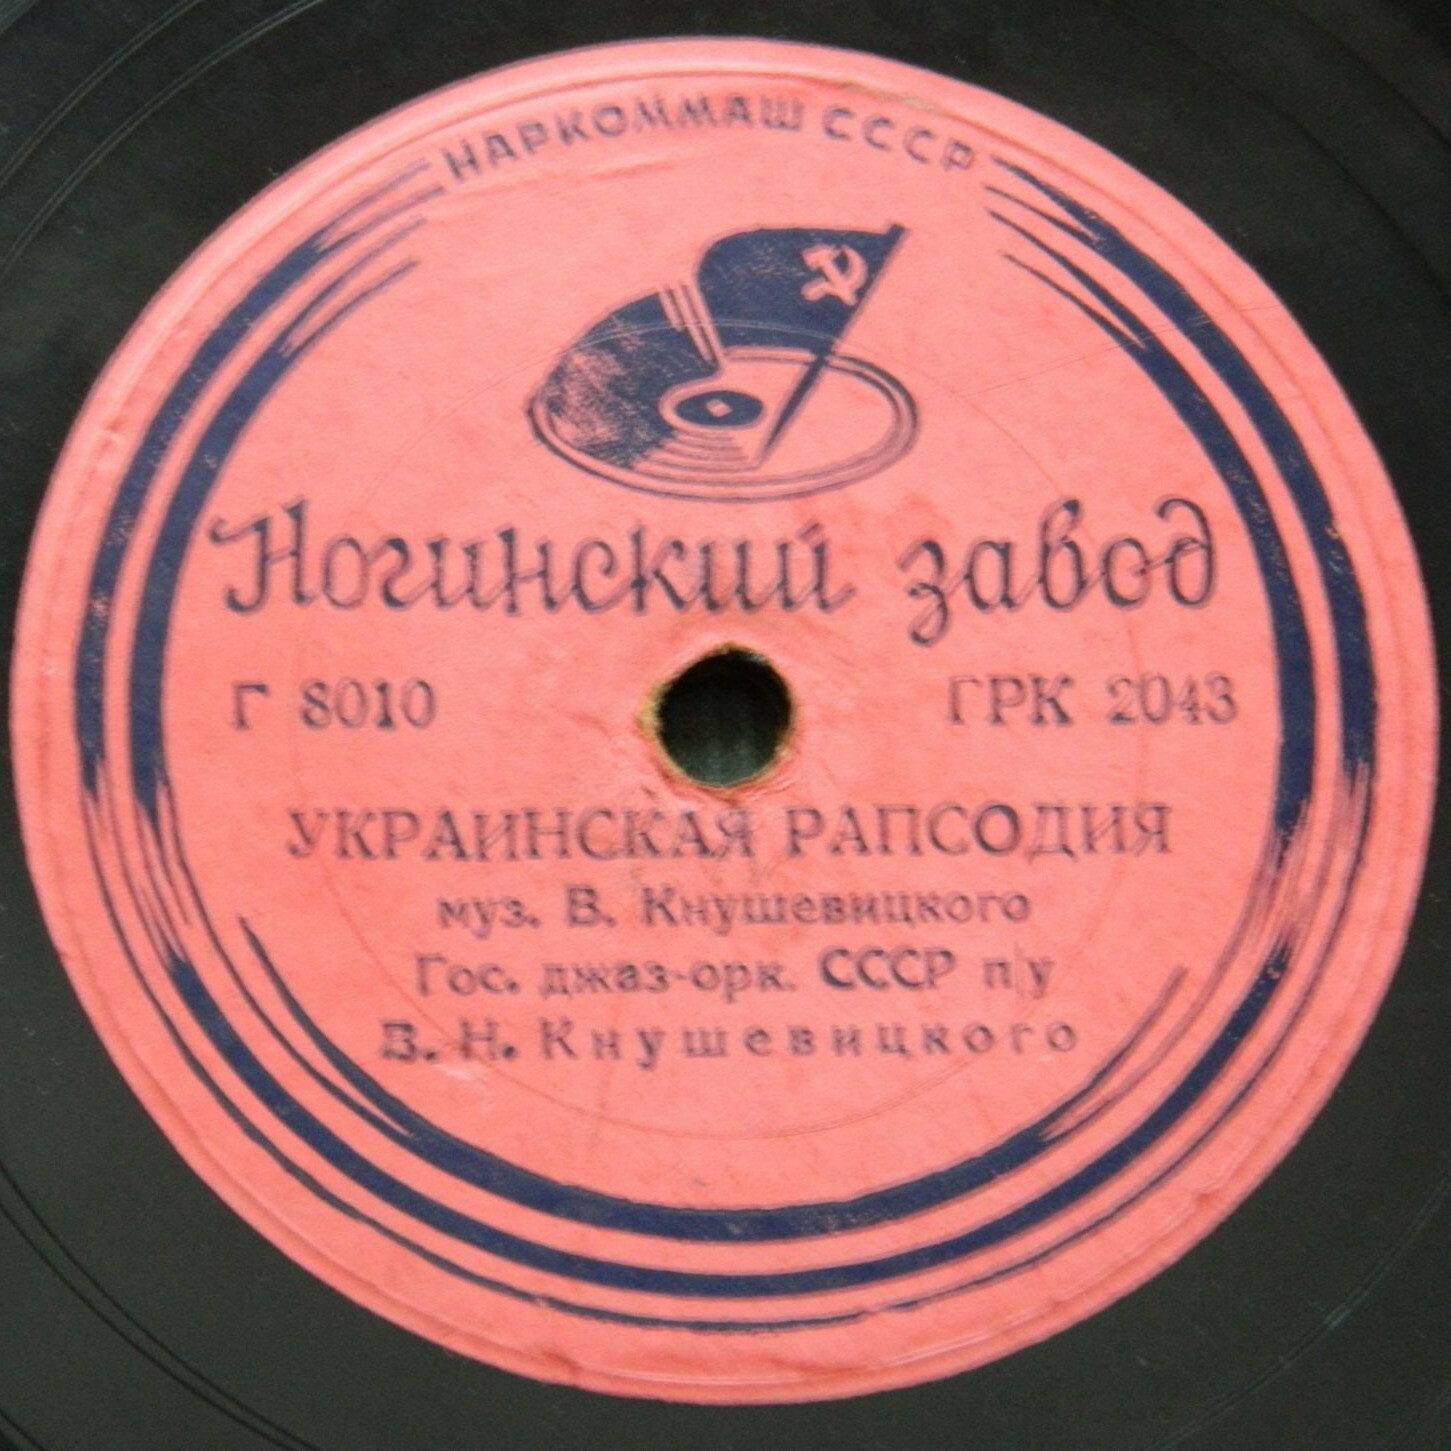 НАРКОММАШ СССР
Ногинский завод
Г 8010 ГРК 2043
УКРАИНСКАЯ РАПСОДИЯ
муз. В. Кнушевицкого
Гос. джаз-орк. СССР п/у
В. Н. Кнушевицкого